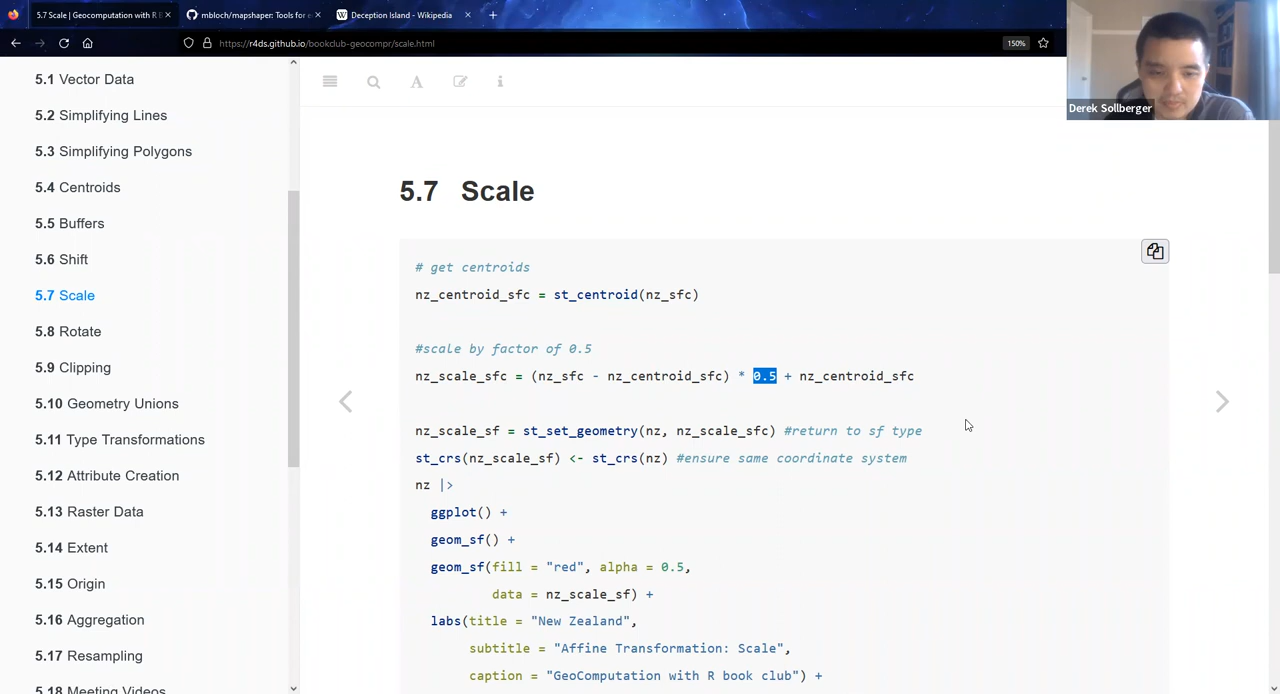 5.7 Scale | Geocomputation with R B
mbloch/mapshaper: Tools for e
Deception Island - Wikipedia
https://r4ds.github.io/bookclub-geocompr/scale.html
150%
Derek Sollberger
5.1 Vector Data
5.2 Simplifying Lines
5.3 Simplifying Polygons
5.4 Centroids
5.5 Buffers
5.6 Shift
5.7 Scale
5.8 Rotate
5.9 Clipping
5.10 Geometry Unions
5.11 Type Transformations
5.12 Attribute Creation
5.13 Raster Data
5.14 Extent
5.15 Origin
5.16 Aggregation
5.17 Resampling
5.18 Meeting Videos
5.7 Scale
# get centroids
nz_centroid_sfc = st_centroid(nz_sfc)
#scale by factor of 0.5
nz_scale_sfc = (nz_sfc - nz_centroid_sfc) * 0.5 + nz_centroid_sfc
nz_scale_sf = st_set_geometry(nz, nz_scale_sfc) #return to sf type
st_crs(nz_scale_sf) <- st_crs(nz) #ensure same coordinate system
nz |>
ggplot() +
geom_sf() +
geom_sf(fill = "red", alpha = 0.5,
data = nz_scale_sf) +
labs(title = "New Zealand",
subtitle = "Affine Transformation: Scale",
caption = "GeoComputation with R book club") +